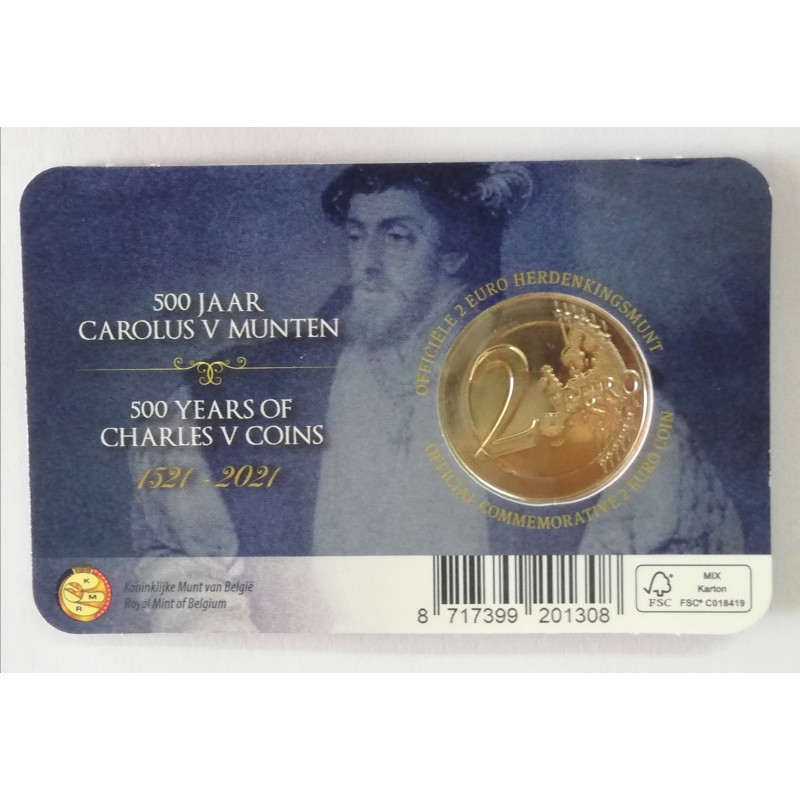 500 JAAR
CAROLUS V MUNTEN
500 YEARS OF
CHARLES V COINS
1521 - 2021
OFFICIËLE 2 EURO HERDENKINGSMUNT
2 EURO
OFFICIAL COMMEMORATIVE 2 EURO COIN
KMR
Koninklijke Munt van België
Royal Mint of Belgium
8 717399 201308
FSC
MIX
Karton
FSC® C018419